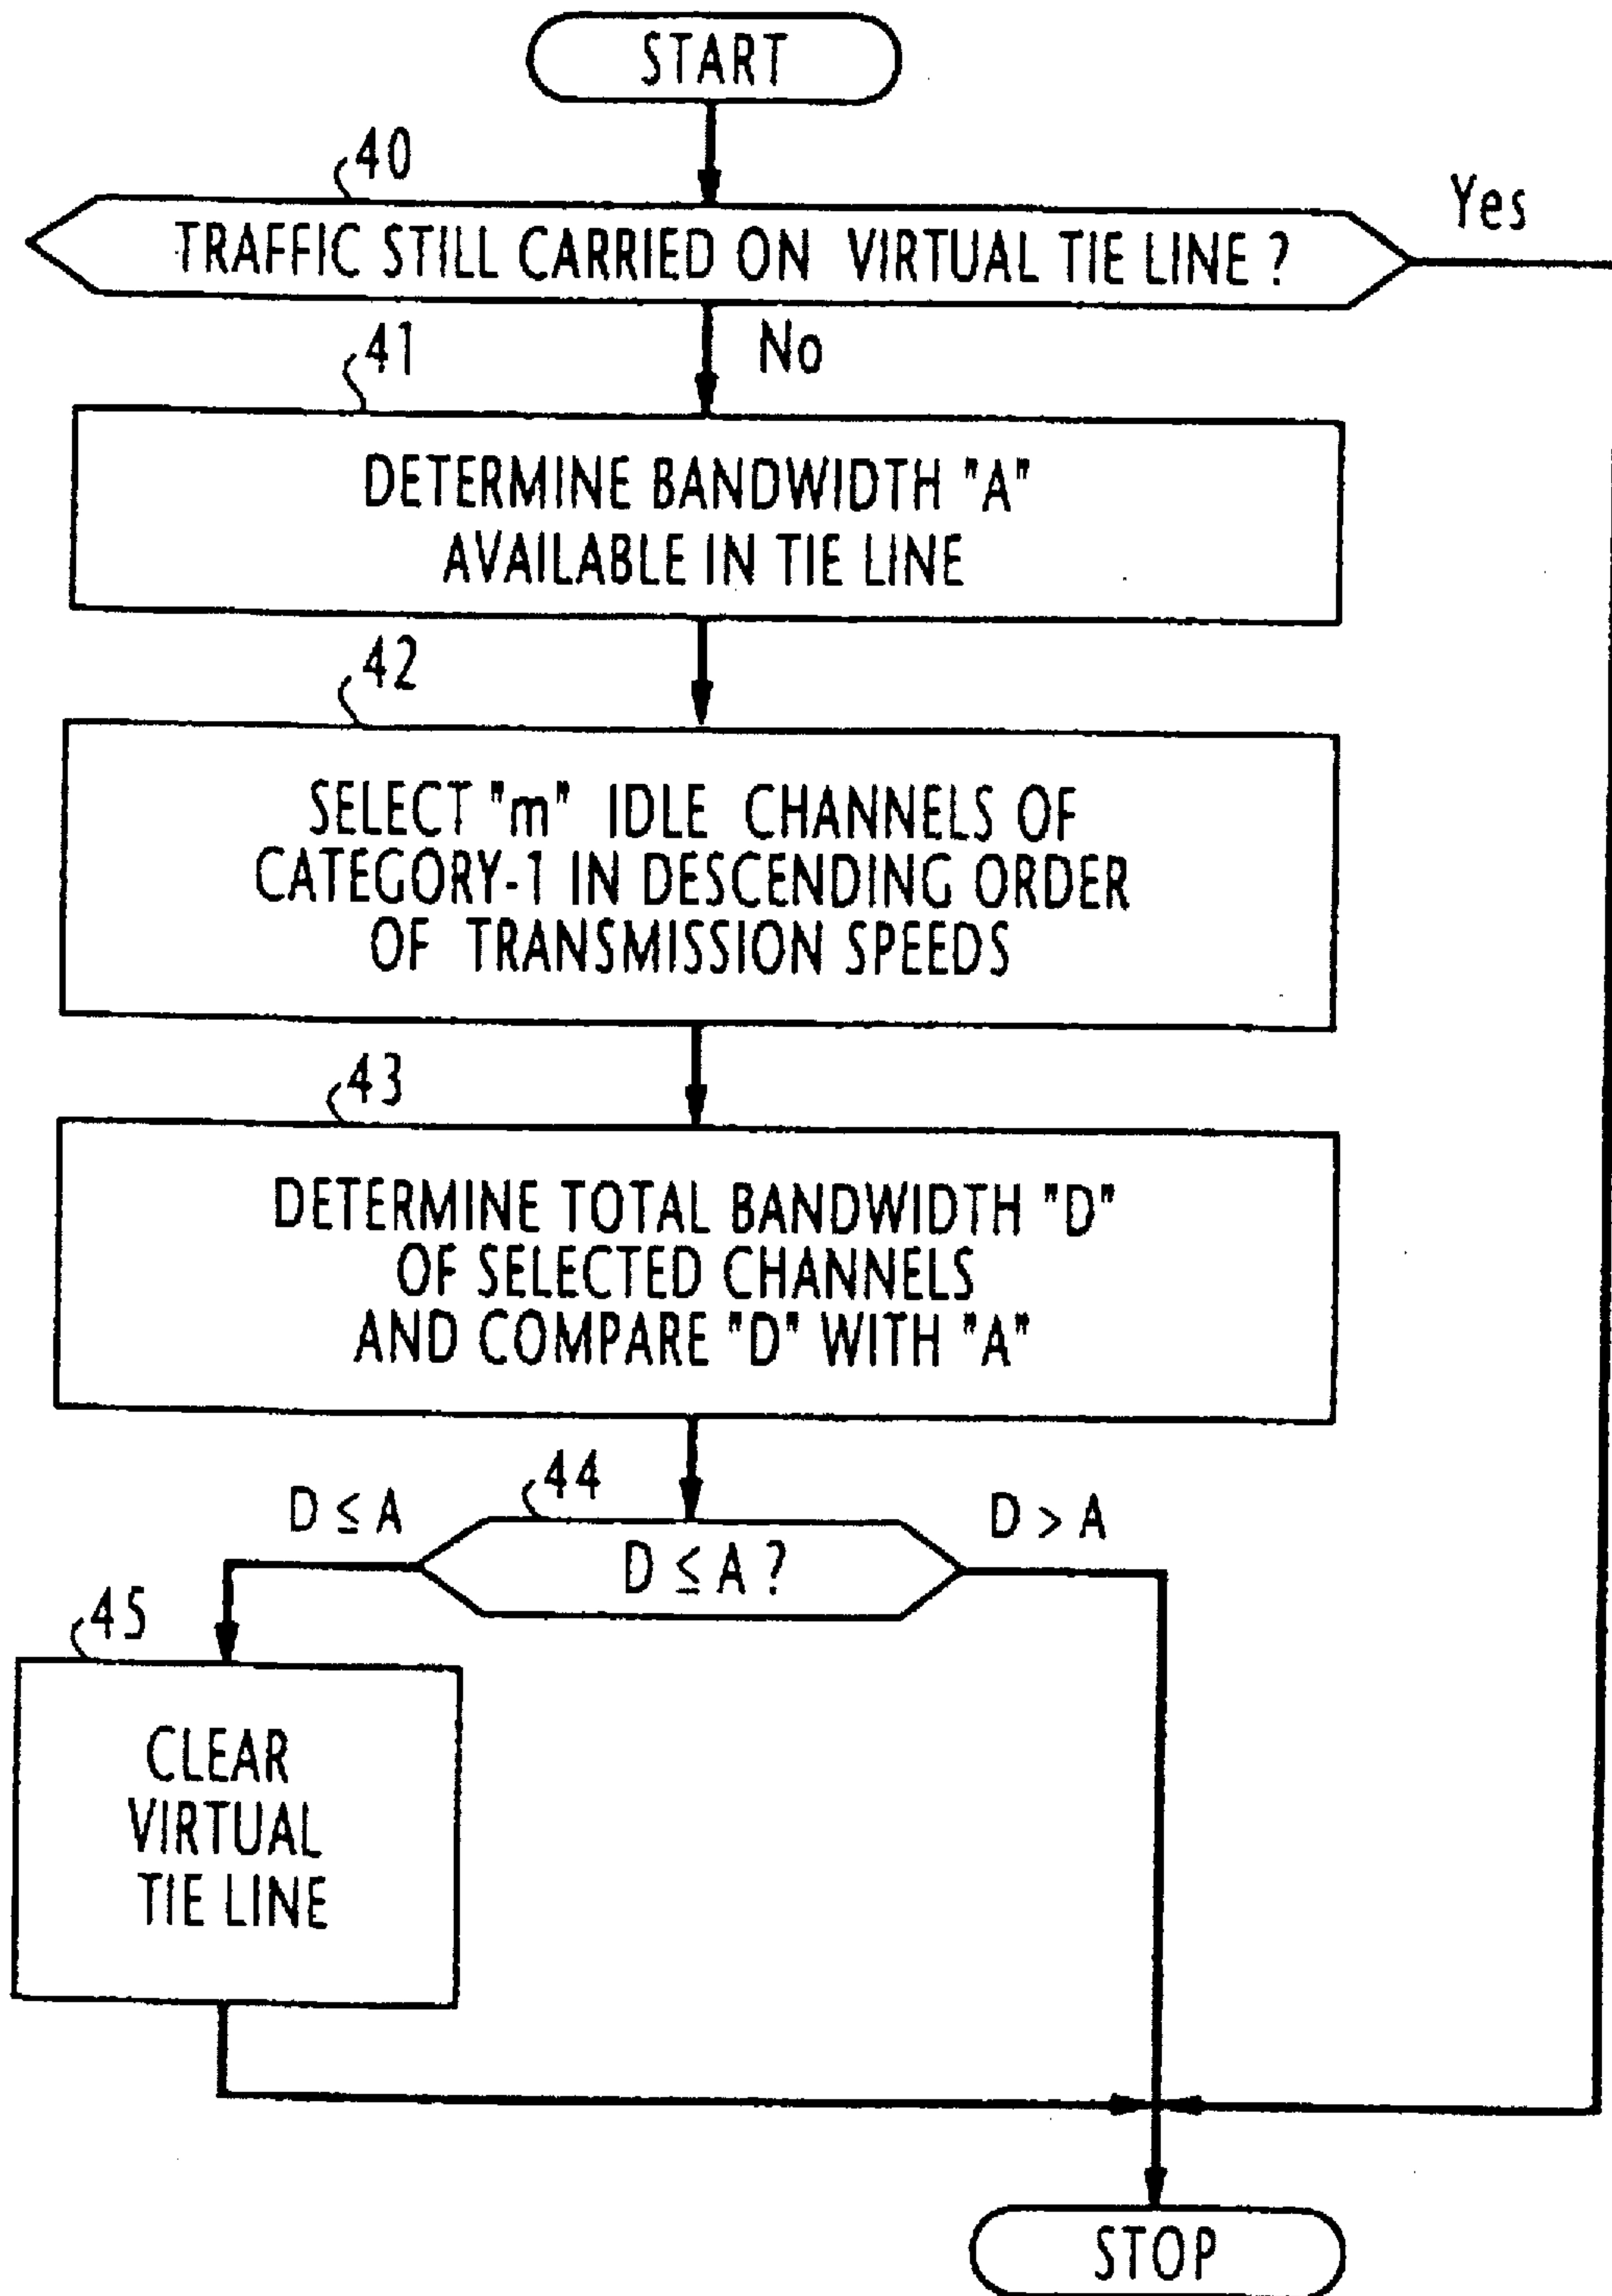 START
40
Yes
TRAFFIC STILL CARRIED ON VIRTUAL TIE LINE ?
41
No
DETERMINE BANDWIDTH "A"
AVAILABLE IN TIE LINE
42
SELECT "m" IDLE CHANNELS OF
CATEGORY-1 IN DESCENDING ORDER
OF TRANSMISSION SPEEDS
43
DETERMINE TOTAL BANDWIDTH "D"
OF SELECTED CHANNELS
AND COMPARE "D" WITH "A"
44
D ≤ A
D > A
D ≤ A ?
45
CLEAR
VIRTUAL
TIE LINE
STOP